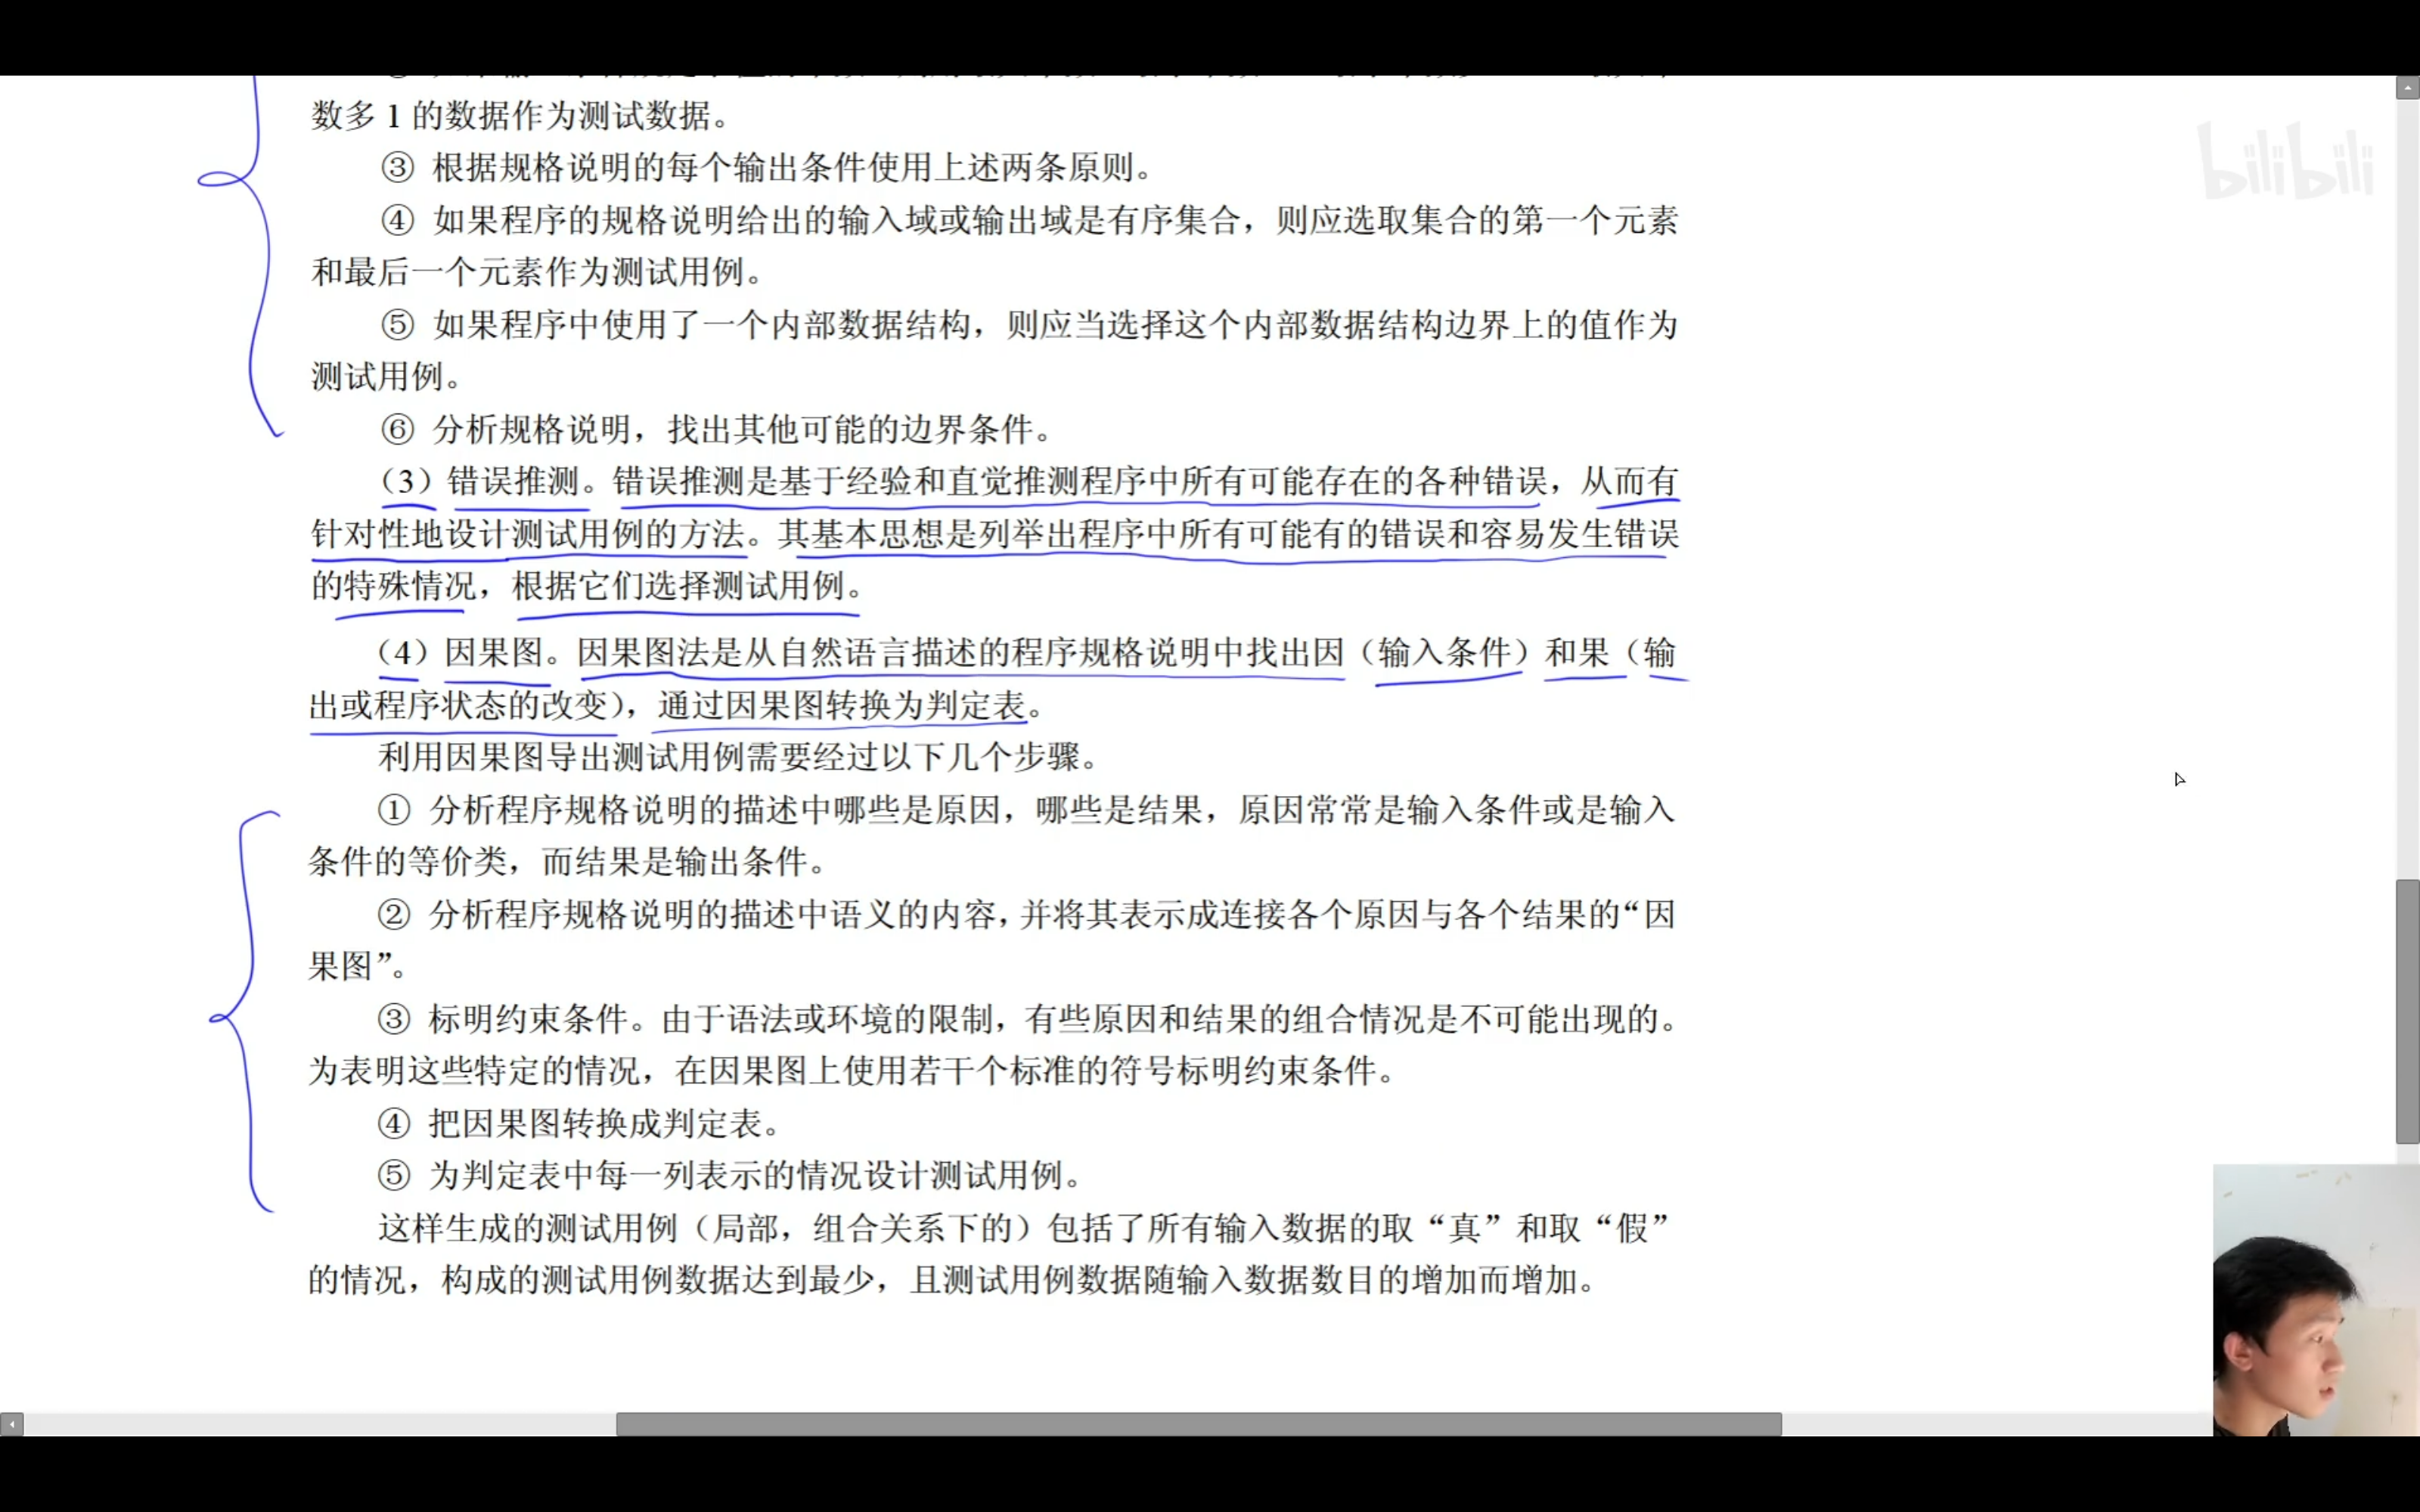 数多 1 的数据作为测试数据。
③ 根据规格说明的每个输出条件使用上述两条原则。
④ 如果程序的规格说明给出的输入域或输出域是有序集合，则应选取集合的第一个元素
和最后一个元素作为测试用例。
⑤ 如果程序中使用了一个内部数据结构，则应当选择这个内部数据结构边界上的值作为
测试用例。
⑥ 分析规格说明，找出其他可能的边界条件。
（3）错误推测。错误推测是基于经验和直觉推测程序中所有可能存在的各种错误，从而有
针对性地设计测试用例的方法。其基本思想是列举出程序中所有可能有的错误和容易发生错误
的特殊情况，根据它们选择测试用例。
（4）因果图。因果图法是从自然语言描述的程序规格说明中找出因（输入条件）和果（输
出或程序状态的改变），通过因果图转换为判定表。
利用因果图导出测试用例需要经过以下几个步骤。
① 分析程序规格说明的描述中哪些是原因，哪些是结果，原因常常是输入条件或是输入
条件的等价类，而结果是输出条件。
② 分析程序规格说明的描述中语义的内容，并将其表示成连接各个原因与各个结果的“因
果图”。
③ 标明约束条件。由于语法或环境的限制，有些原因和结果的组合情况是不可能出现的。
为表明这些特定的情况，在因果图上使用若干个标准的符号标明约束条件。
④ 把因果图转换成判定表。
⑤ 为判定表中每一列表示的情况设计测试用例。
这样生成的测试用例（局部，组合关系下的）包括了所有输入数据的取“真”和取“假”
的情况，构成的测试用例数据达到最少，且测试用例数据随输入数据数目的增加而增加。
bilibili